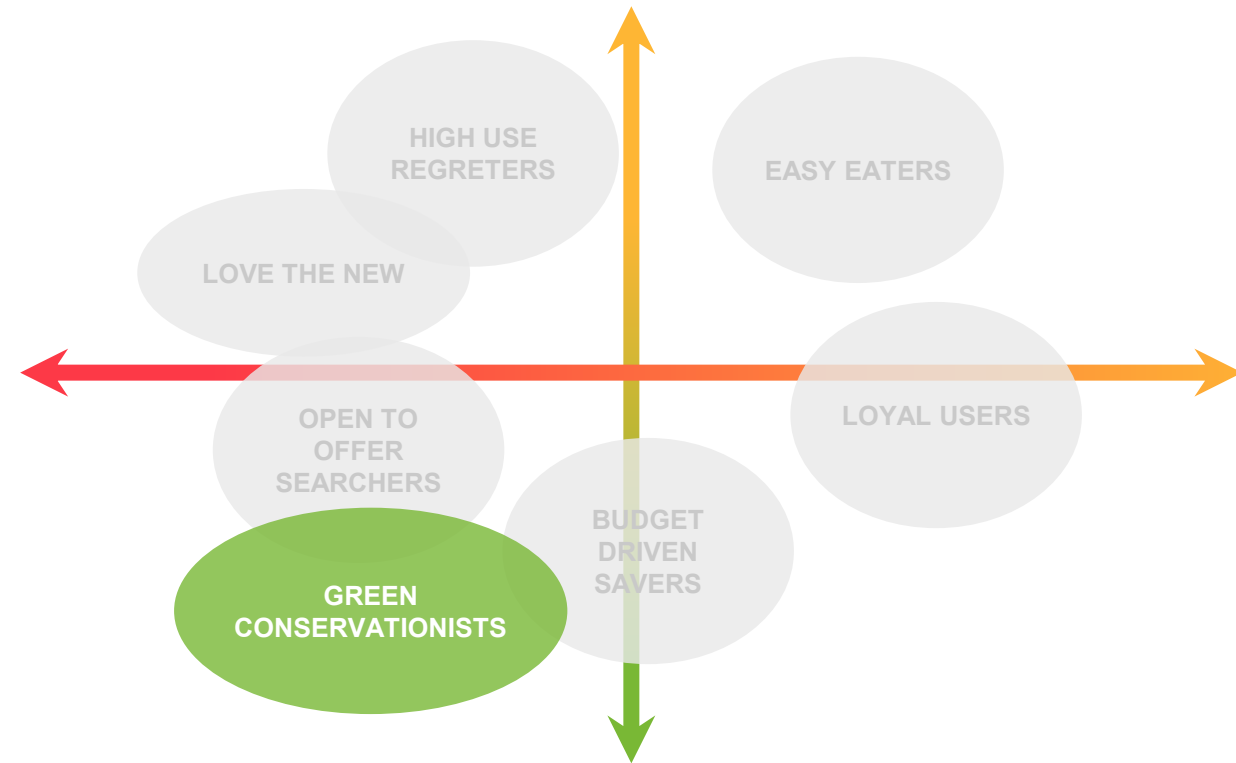 HIGH USE
REGRETERS
EASY EATERS
LOVE THE NEW
OPEN TO
OFFER
SEARCHERS
LOYAL USERS
BUDGET
DRIVEN
SAVERS
GREEN
CONSERVATIONISTS